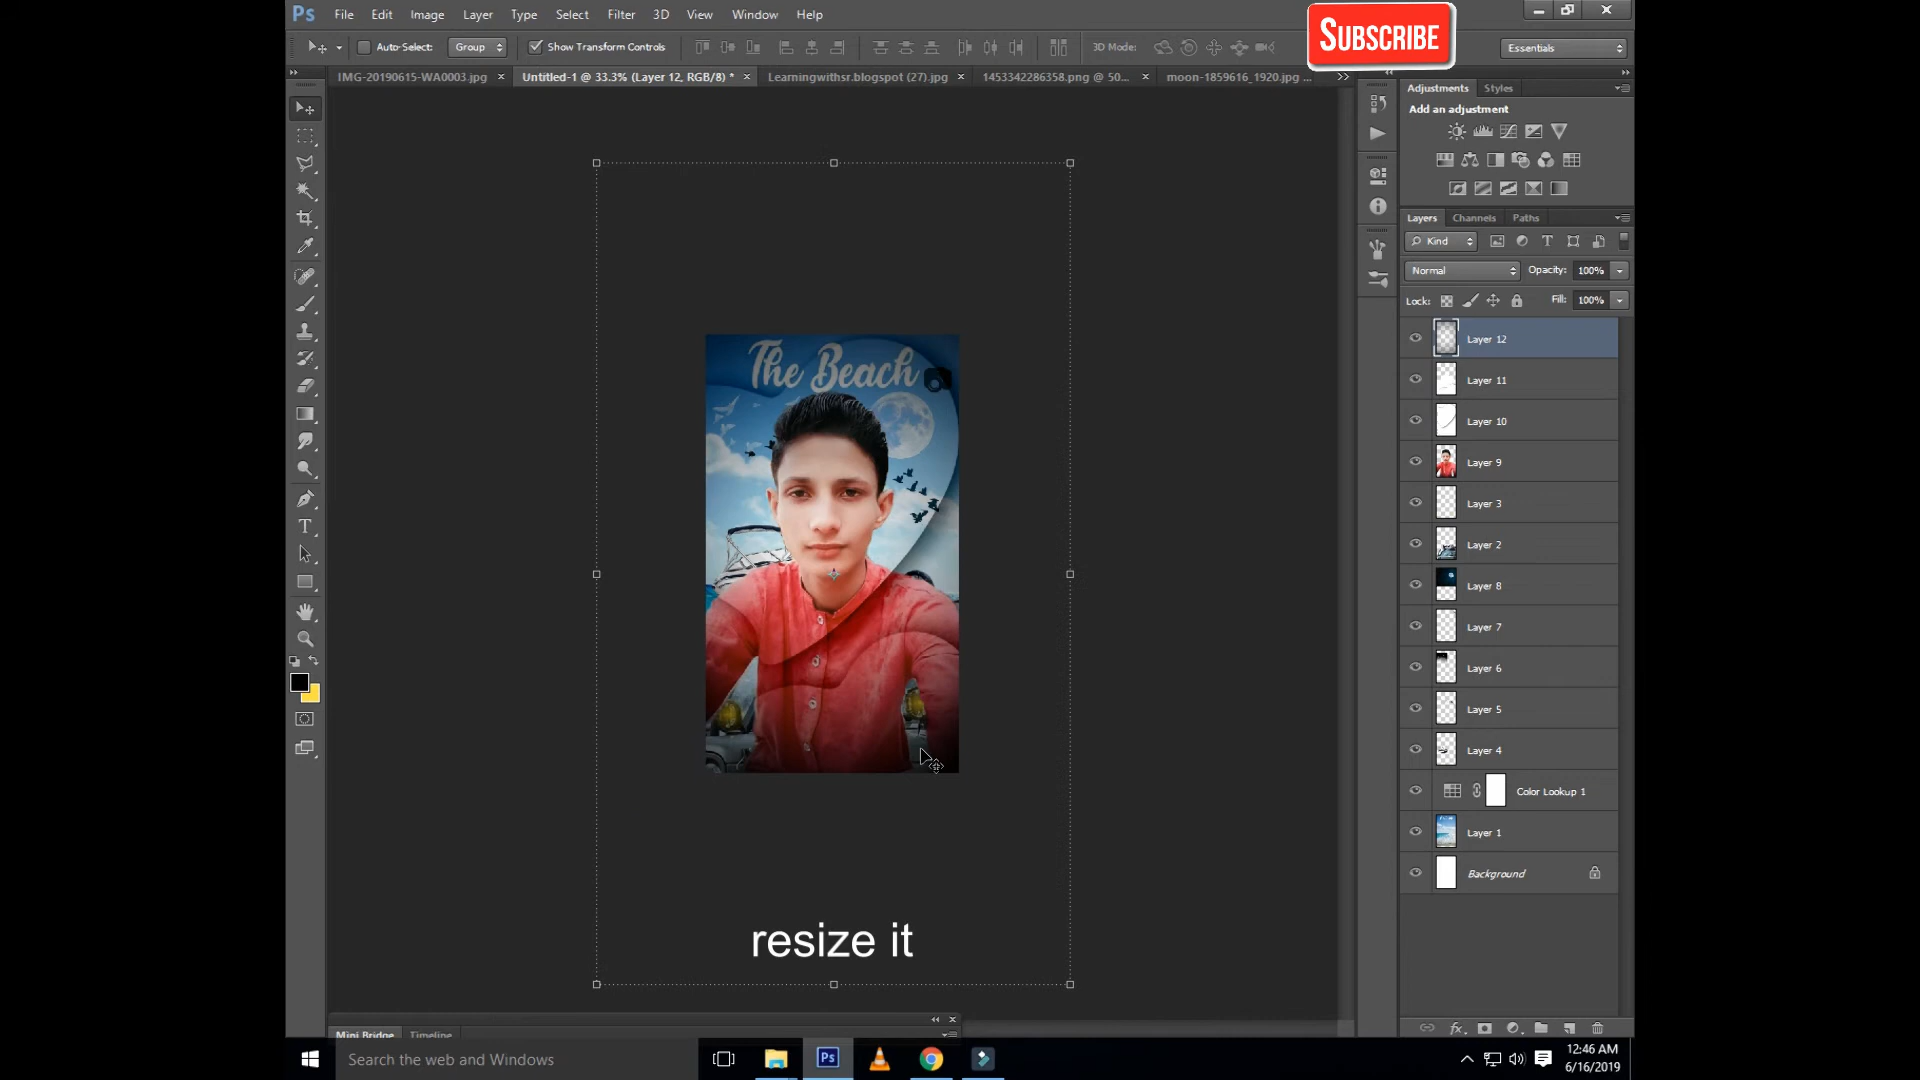 Ps File Edit Image Layer Type Select Filter 3D View Window Help
SUBSCRIBE
Auto-Select: Group Show Transform Controls 3D Mode: Essentials
IMG-20190615-WA0003.jpg × Untitled-1 @ 33.3% (Layer 12, RGB/8) * × Learningwithsr.blogspot (27).jpg × 1453342286358.png @ 50... × moon-1859616_1920.jpg ...
Adjustments Styles
Add an adjustment
Layers Channels Paths
Kind
Normal Opacity: 100%
Lock: Fill: 100%
Layer 12
Layer 11
Layer 10
Layer 9
Layer 3
Layer 2
Layer 8
Layer 7
Layer 6
Layer 5
Layer 4
Color Lookup 1
Layer 1
Background
The Beach
resize it
Mini Bridge Timeline
Search the web and Windows
Ps
12:46 AM
6/16/2019